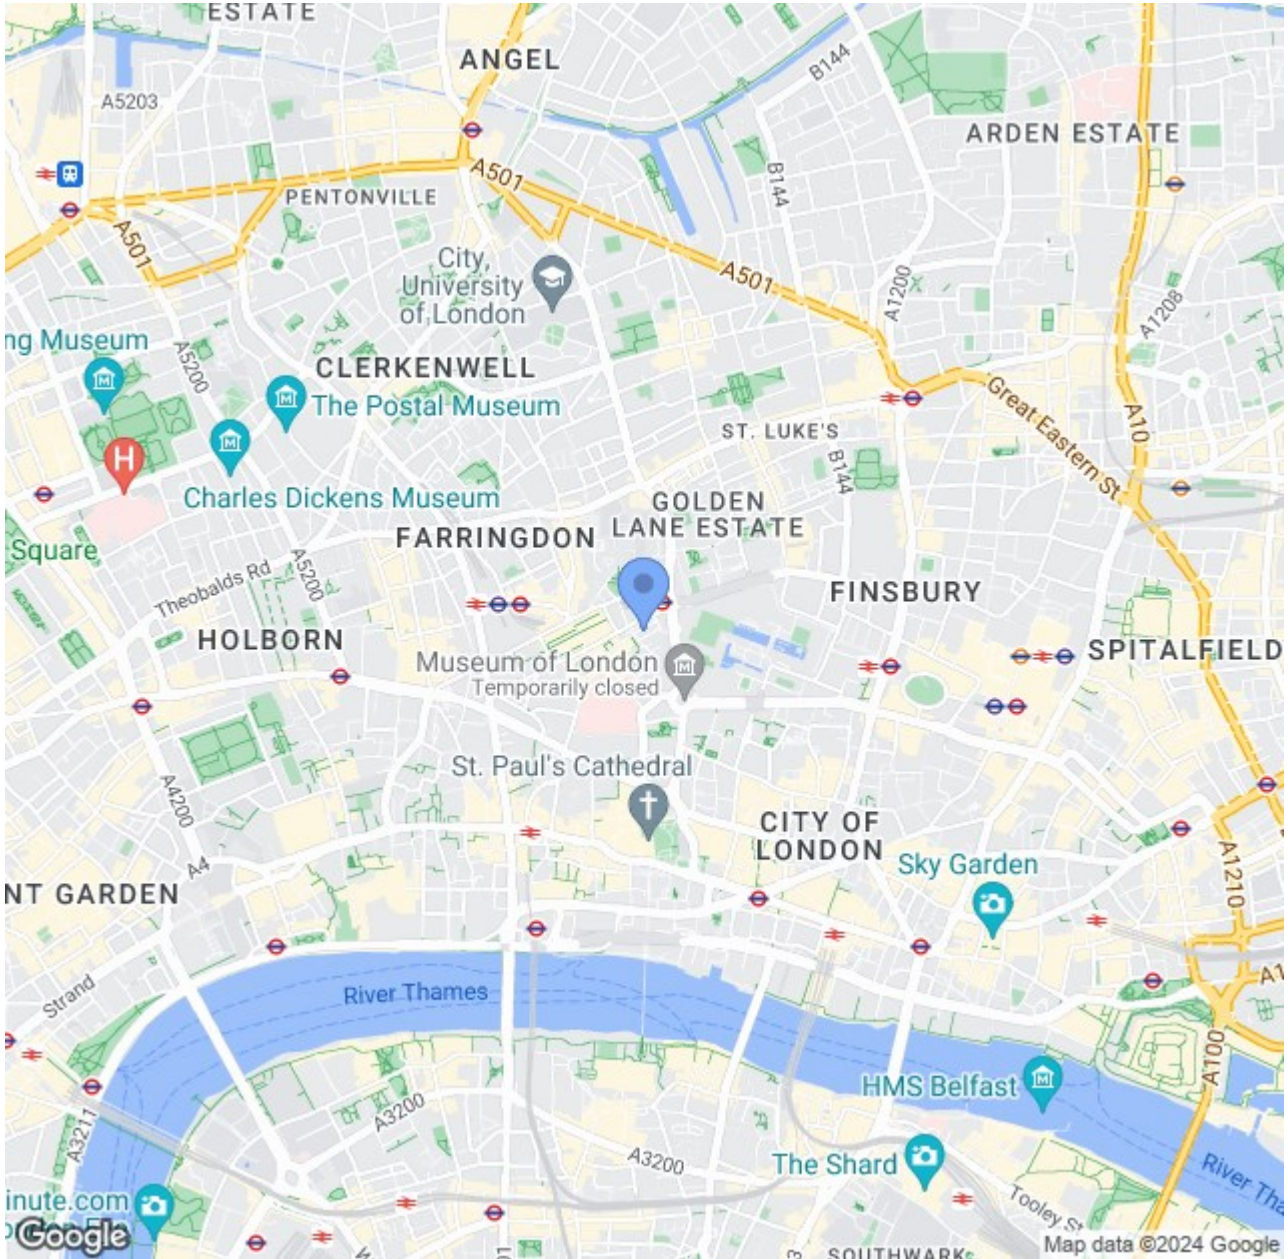 ESTATE
ANGEL
B144
A5203
ARDEN ESTATE
A501
B144
PENTONVILLE
A501
City,
University
of London
A501
A1200
A1208
ng Museum
A5200
CLERKENWELL
The Postal Museum
Great Eastern St
A10
ST. LUKE'S
B144
H
Charles Dickens Museum
GOLDEN
LANE ESTATE
FARRINGDON
Square
Theobalds Rd
A5200
FINSBURY
HOLBORN
Museum of London
Temporarily closed
SPITALFIELD
St. Paul's Cathedral
A4200
CITY OF
LONDON
A4
Sky Garden
A1210
NT GARDEN
Strand
River Thames
A1
A100
HMS Belfast
A3211
A3200
A3200
The Shard
River Tha
Tooley St
inute.com
Google
Map data ©2024 Google
SOUTHWARK